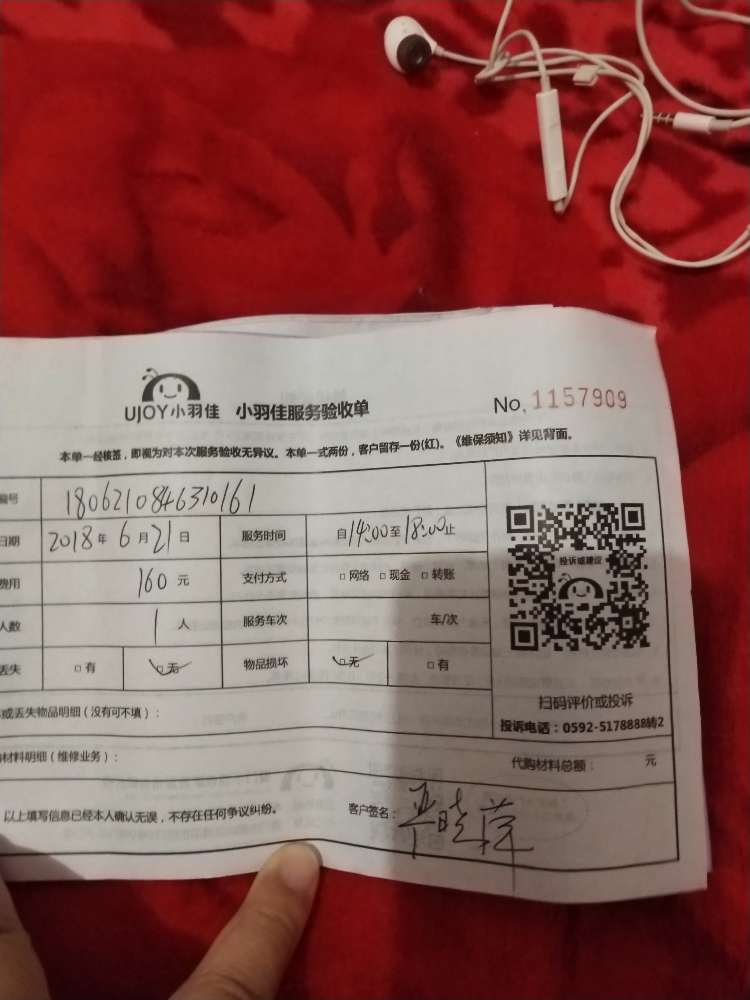 UJOY小羽佳 小羽佳服务验收单 No.1157909
本单一经核签，即视为对本次服务验收无异议。本单一式两份，客户留存一份(红)。《维保须知》详见背面。
编号 1806210846310161
日期 2018年6月21日 服务时间 自14:00至18:00止
费用 160元 支付方式 □网络 □现金 □转账
人数 1人 服务车次 车/次
丢失 □有 □无 物品损坏 □无 □有
投诉或建议
扫码评价或投诉
投诉电话：0592-5178888转2
或丢失物品明细（没有可不填）：
材料明细（维修业务）： 代购材料总额： 元
以上填写信息已经本人确认无误，不存在任何争议纠纷。 客户签名：严晓萍